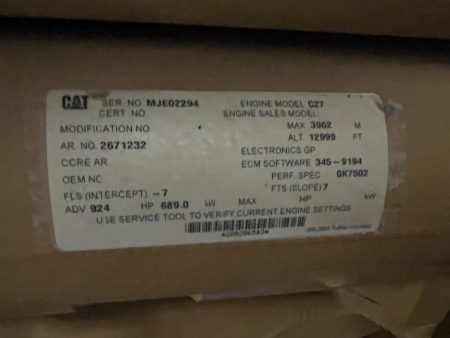 CAT SER. NO. MJE02294 ENGINE MODEL C27
CERT NO. ENGINE SALES MODEL
MODIFICATION NO. MAX 3962 M
AR. NO. 2671232 ALT 12999 FT
ELECTRONICS GP
CORE AR. ECM SOFTWARE 345-9194
OEM NO. PERF. SPEC 0K7502
FLS (INTERCEPT) -7 FTS (SLOPE) 7
ADV 924 HP 689.0 kW MAX HP kW
USE SERVICE TOOL TO VERIFY CURRENT ENGINE SETTINGS